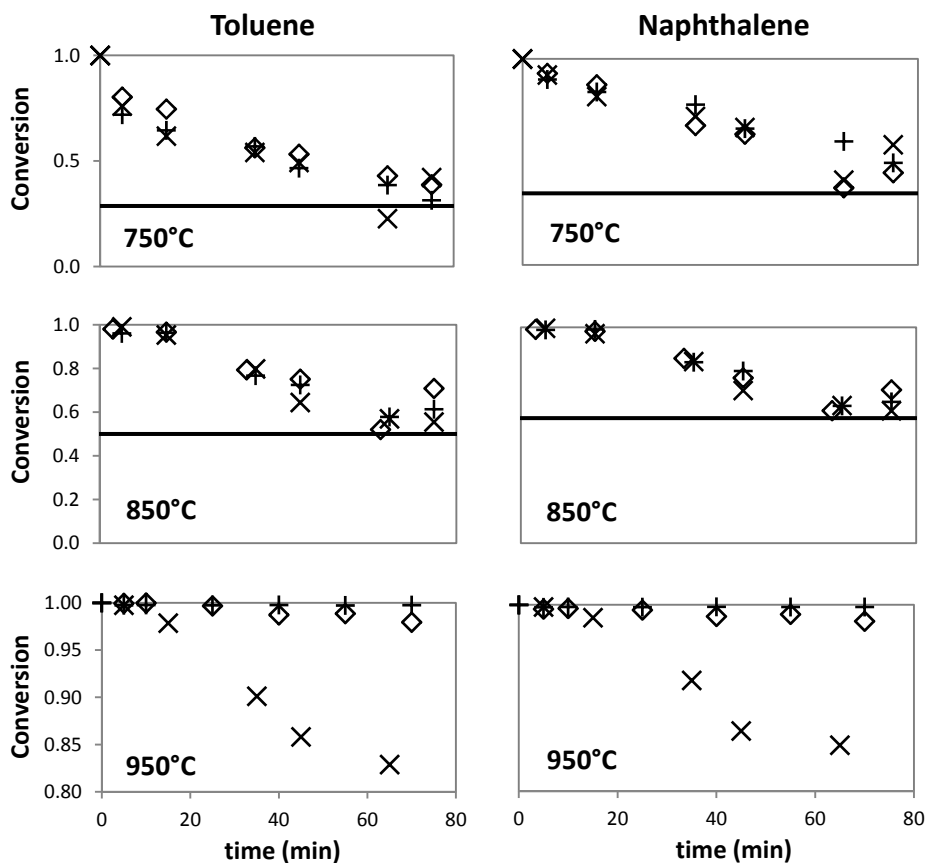 Toluene
Naphthalene
Conversion
1.0
0.5
0.0
750°C
750°C
Conversion
1.0
0.8
0.6
0.4
0.2
0.0
850°C
850°C
Conversion
1.00
0.95
0.90
0.85
0.80
950°C
950°C
0 20 40 60 80
0 20 40 60 80
time (min)
time (min)